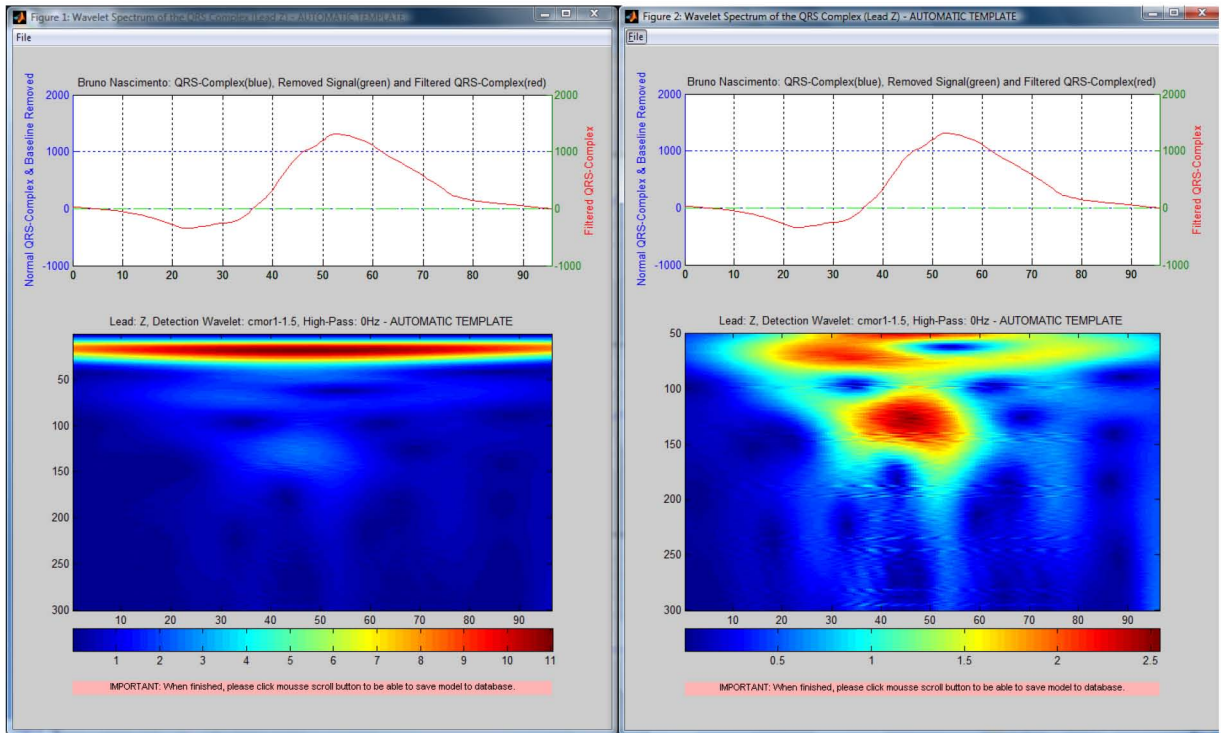 Figure 1: Wavelet Spectrum of the QRS Complex (Lead Z) - AUTOMATIC TEMPLATE
File
Bruno Nascimento: QRS-Complex(blue), Removed Signal(green) and Filtered QRS-Complex(red)
Normal QRS-Complex & Baseline Removed
2000
1000
0
-1000
2000
1000
0
-1000
Filtered QRS-Complex
0 10 20 30 40 50 60 70 80 90
Lead: Z, Detection Wavelet: cmor1-1.5, High-Pass: 0Hz - AUTOMATIC TEMPLATE
50
100
150
200
250
300
10 20 30 40 50 60 70 80 90
1 2 3 4 5 6 7 8 9 10 11
IMPORTANT: When finished, please click mousse scroll button to be able to save model to database.
Figure 2: Wavelet Spectrum of the QRS Complex (Lead Z) - AUTOMATIC TEMPLATE
File
Bruno Nascimento: QRS-Complex(blue), Removed Signal(green) and Filtered QRS-Complex(red)
Normal QRS-Complex & Baseline Removed
2000
1000
0
-1000
2000
1000
0
-1000
Filtered QRS-Complex
0 10 20 30 40 50 60 70 80 90
Lead: Z, Detection Wavelet: cmor1-1.5, High-Pass: 0Hz - AUTOMATIC TEMPLATE
50
100
150
200
250
300
10 20 30 40 50 60 70 80 90
0.5 1 1.5 2 2.5
IMPORTANT: When finished, please click mousse scroll button to be able to save model to database.